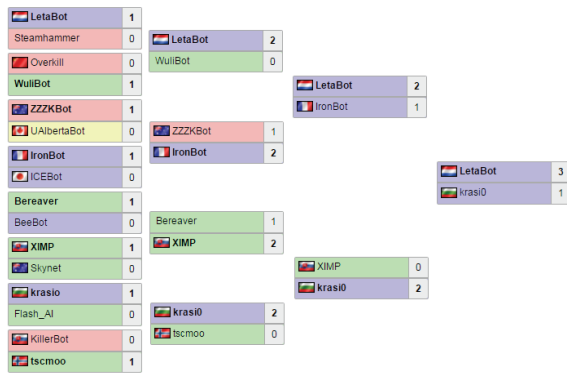 LetaBot 1
Steamhammer 0
Overkill 0
WuliBot 1
ZZZKBot 1
UAlbertaBot 0
IronBot 1
ICEBot 0
Bereaver 1
BeeBot 0
XIMP 1
Skynet 0
krasio 1
Flash_AI 0
KillerBot 0
tscmoo 1
LetaBot 2
WuliBot 0
ZZZKBot 1
IronBot 2
Bereaver 1
XIMP 2
krasi0 2
tscmoo 0
LetaBot 2
IronBot 1
XIMP 0
krasi0 2
LetaBot 3
krasi0 1